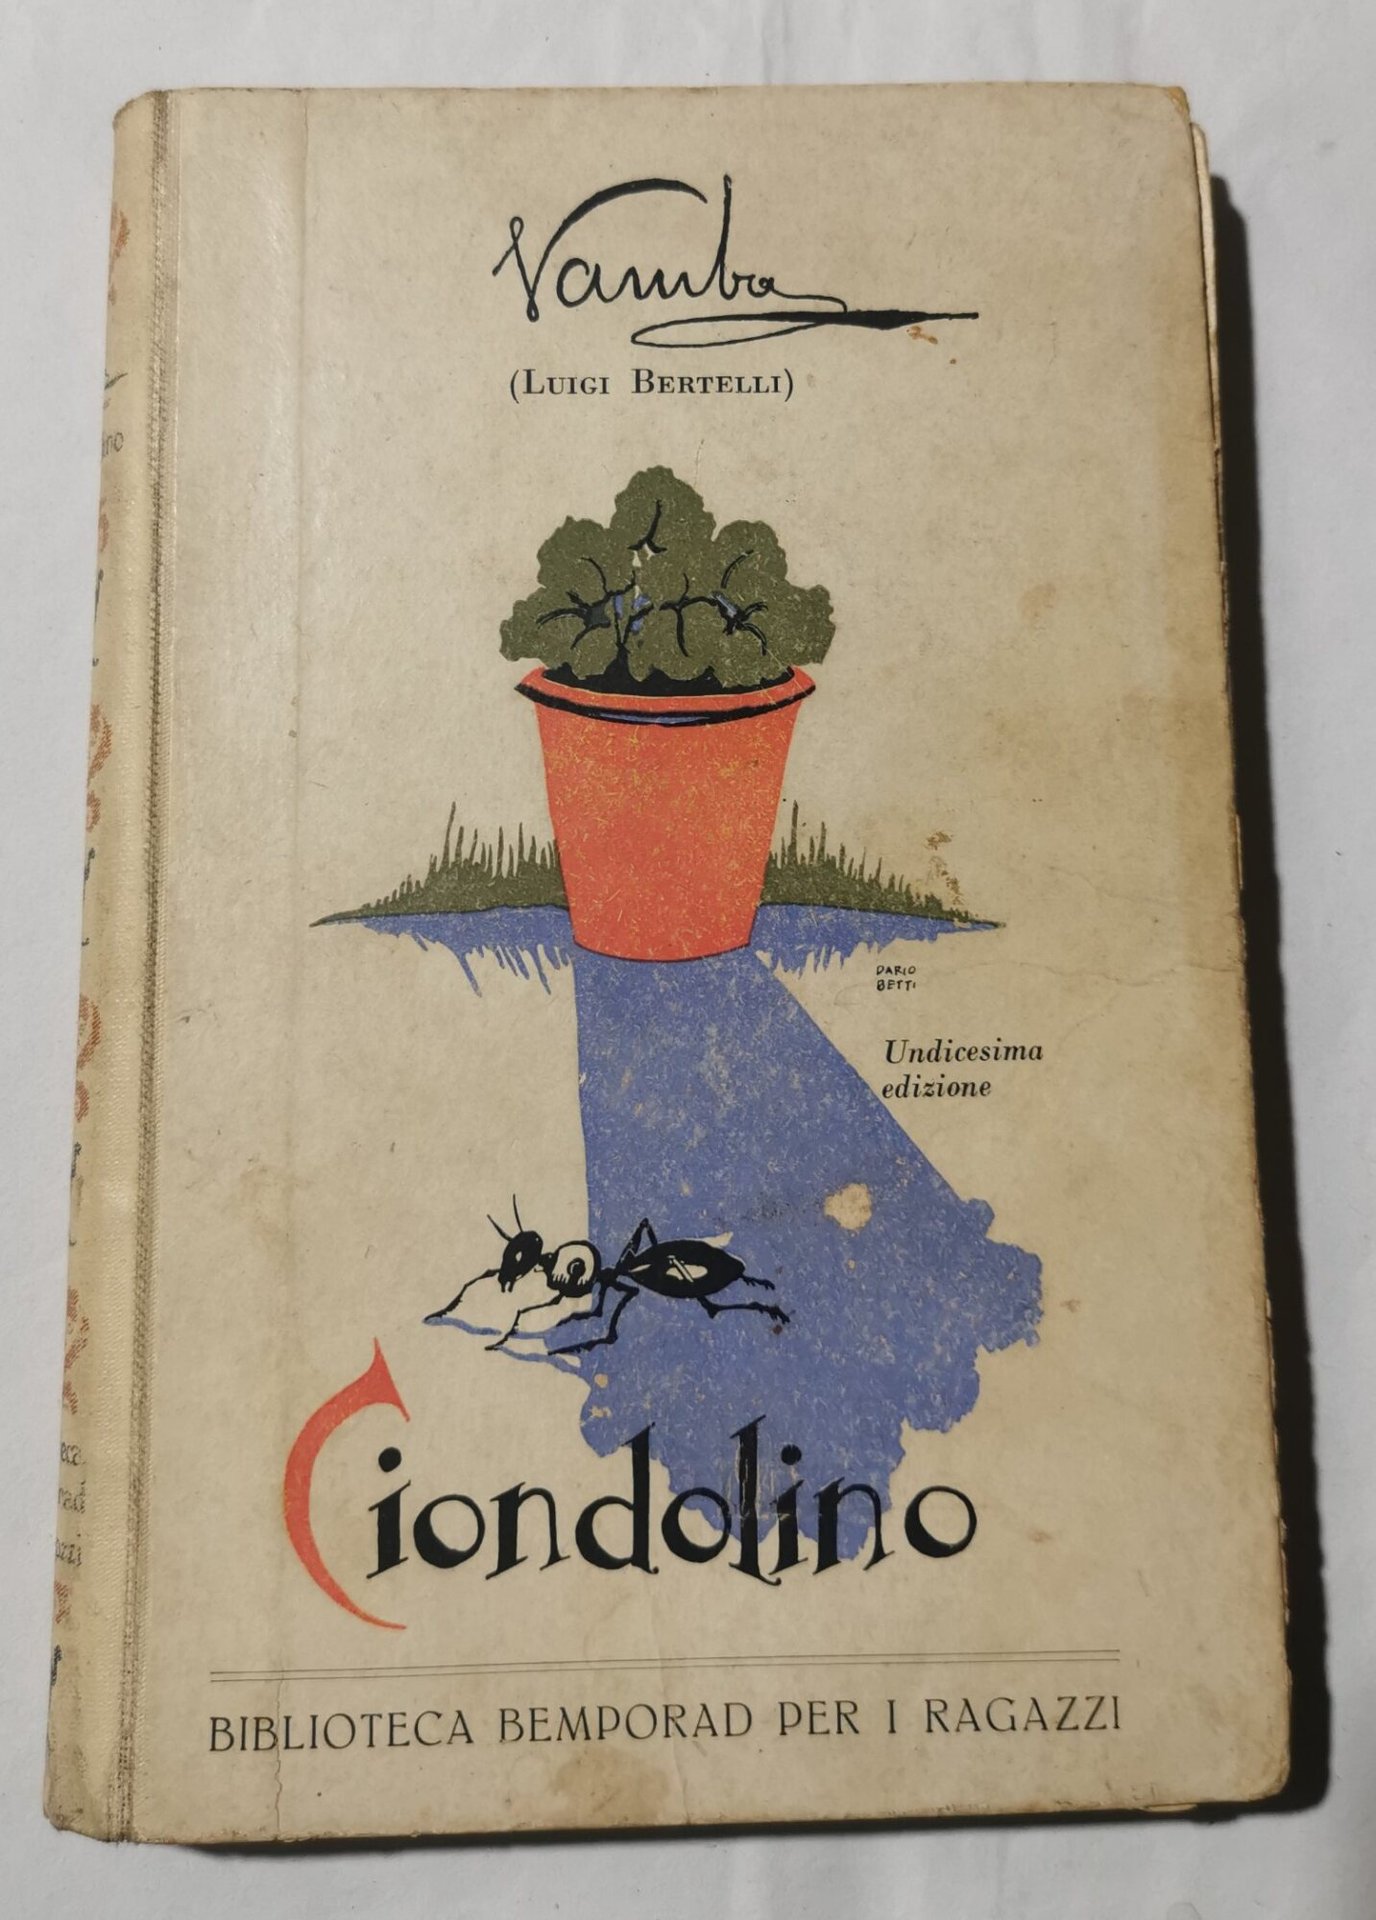 Vamba
(LUIGI BERTELLI)
DARIO
BETTI
Undicesima
edizione
Ciondolino
BIBLIOTECA BEMPORAD PER I RAGAZZI